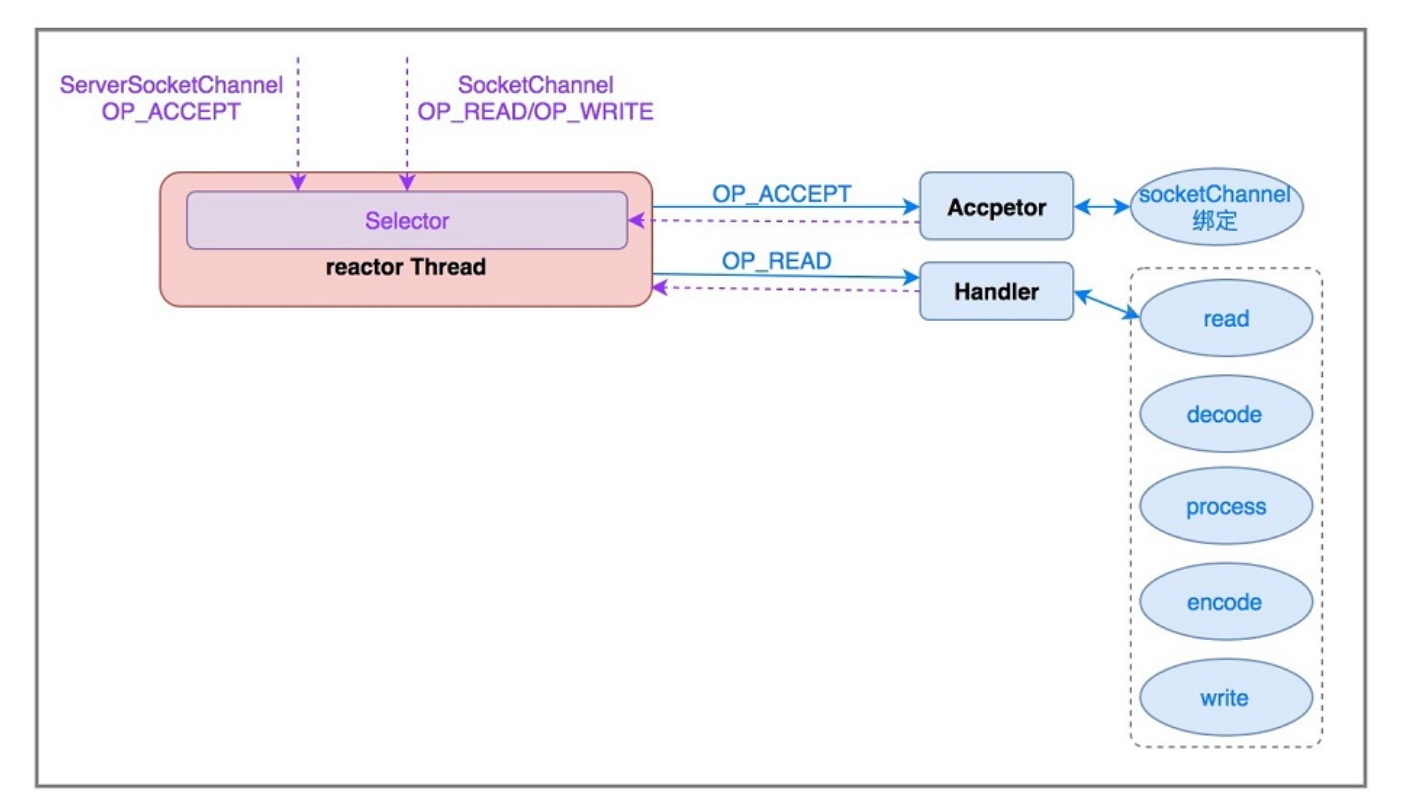 ServerSocketChannel
OP_ACCEPT
SocketChannel
OP_READ/OP_WRITE
Selector
reactor Thread
OP_ACCEPT
Accpetor
socketChannel
绑定
OP_READ
Handler
read
decode
process
encode
write